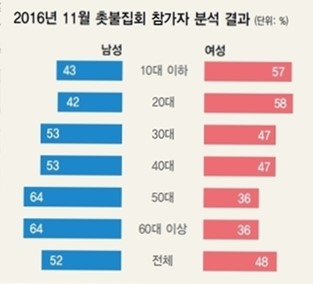 2016년 11월 촛불집회 참가자 분석 결과 (단위: %)
남성 여성
43 10대 이하 57
42 20대 58
53 30대 47
53 40대 47
64 50대 36
64 60대 이상 36
52 전체 48